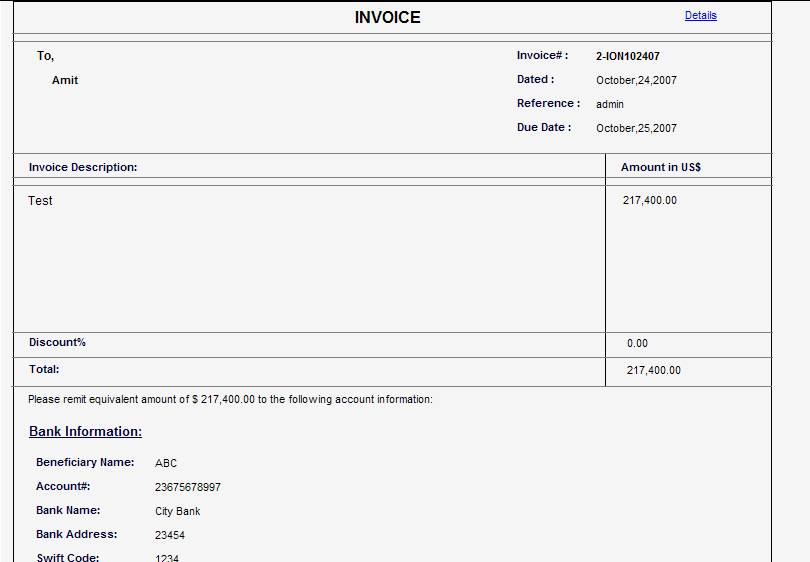 INVOICE Details
To,
Amit
Invoice# : 2-ION102407
Dated : October,24,2007
Reference : admin
Due Date : October,25,2007
Invoice Description: Amount in US$
Test 217,400.00
Discount% 0.00
Total: 217,400.00
Please remit equivalent amount of $ 217,400.00 to the following account information:
Bank Information:
Beneficiary Name: ABC
Account#: 23675678997
Bank Name: City Bank
Bank Address: 23454
Swift Code: 1234